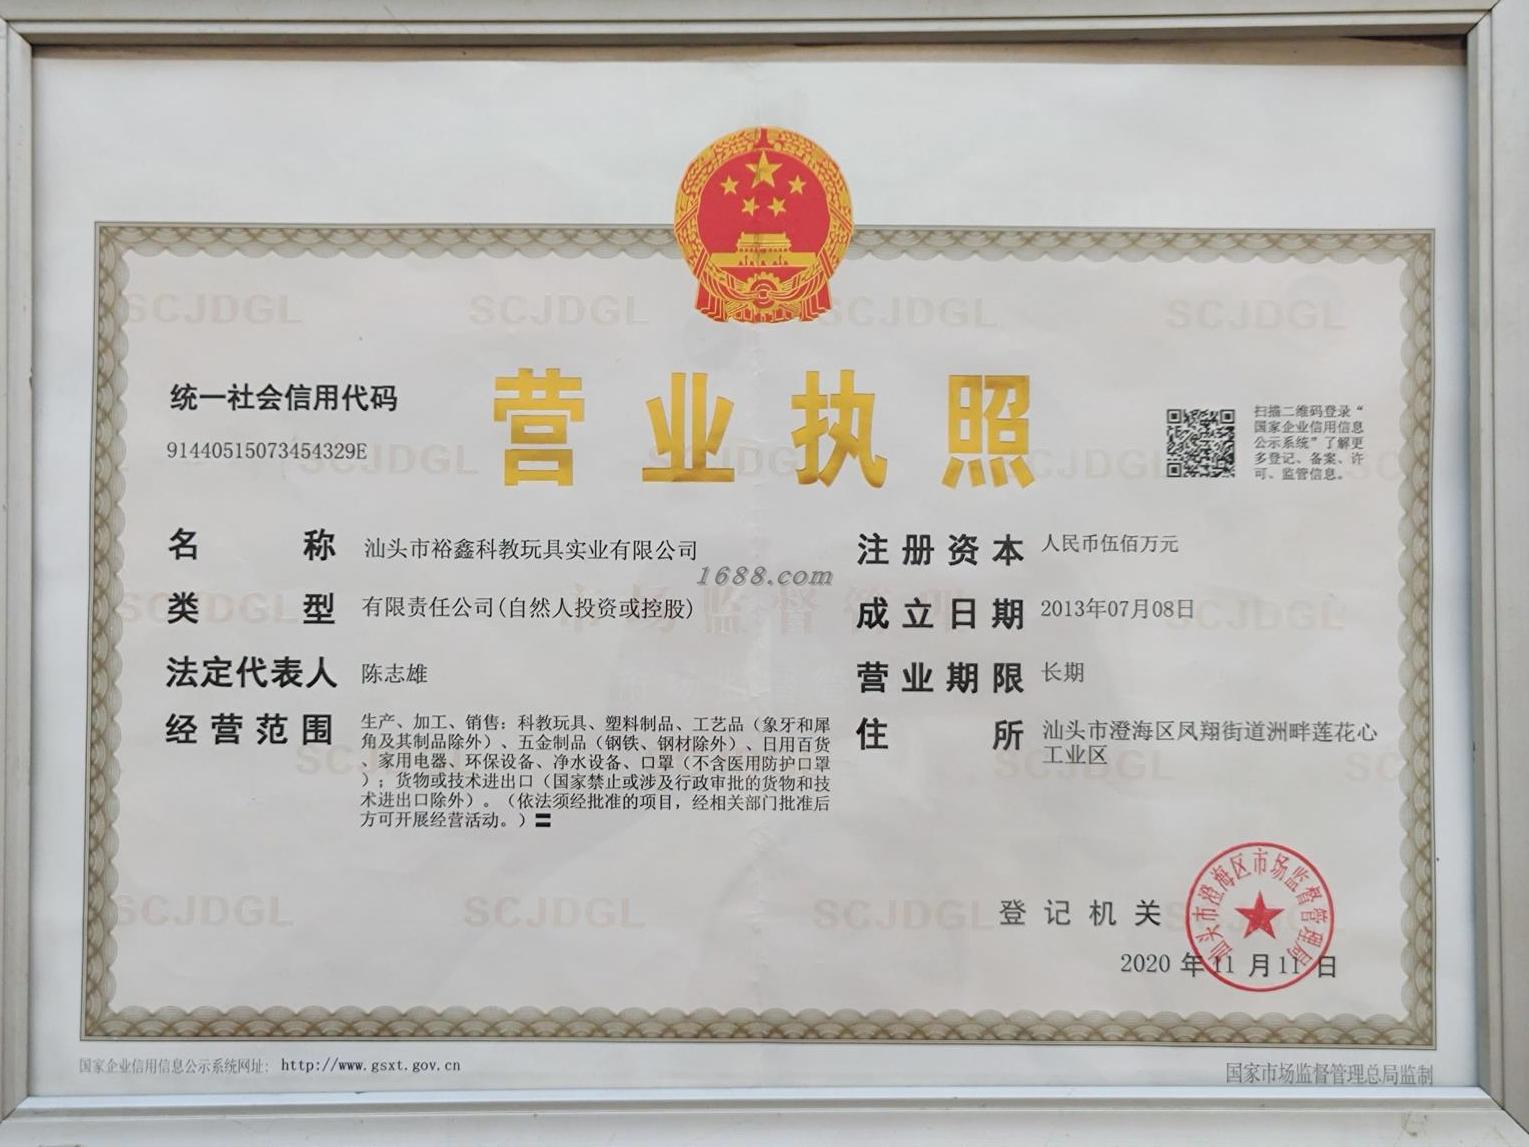 统一社会信用代码
91440515073454329E
营业执照
扫描二维码登录“
国家企业信用信息
公示系统”了解更
多登记、备案、许
可、监管信息。
名称 汕头市裕鑫科教玩具实业有限公司
类型 有限责任公司(自然人投资或控股)
法定代表人 陈志雄
经营范围 生产、加工、销售：科教玩具、塑料制品、工艺品（象牙和犀
角及其制品除外）、五金制品（钢铁、钢材除外）、日用百货
、家用电器、环保设备、净水设备、口罩（不含医用防护口罩
）；货物或技术进出口（国家禁止或涉及行政审批的货物和技
术进出口除外）。（依法须经批准的项目，经相关部门批准后
方可开展经营活动。）〓
注册资本 人民币伍佰万元
成立日期 2013年07月08日
营业期限 长期
住所 汕头市澄海区凤翔街道洲畔莲花心
工业区
1688.com
登记机关
汕头市澄海区市场监督管理局
2020 年 11 月 11 日
国家企业信用信息公示系统网址： http://www.gsxt.gov.cn
国家市场监督管理总局监制
SCJDGL
市场监督管理